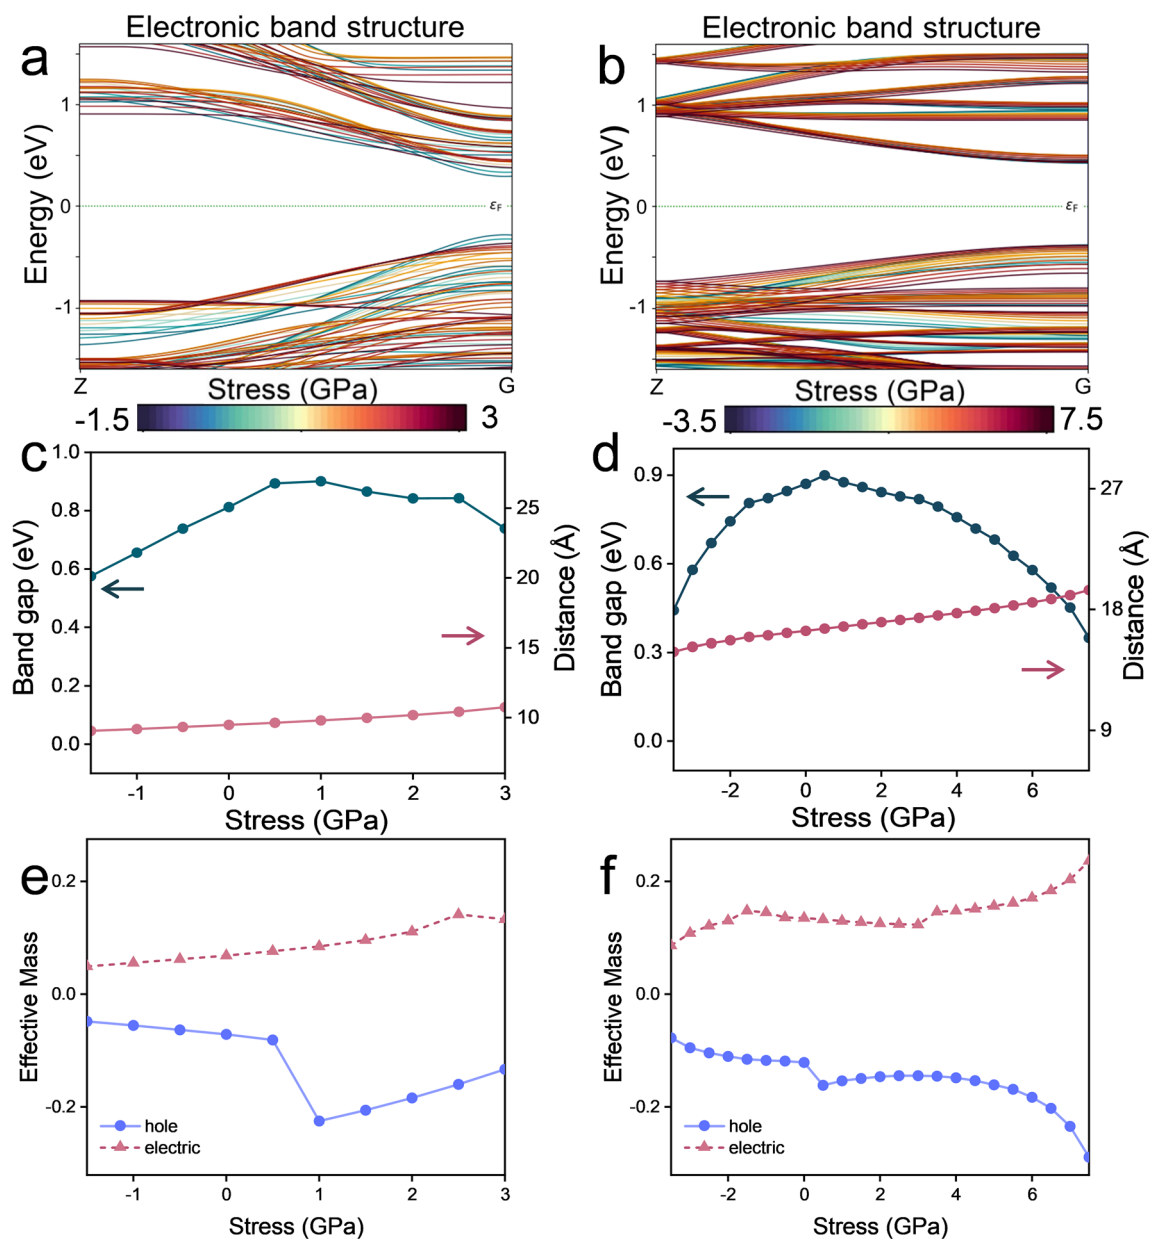 Electronic band structure
a
Energy (eV)
1
0
-1
εF
Z
G
Stress (GPa)
-1.5
3
Electronic band structure
b
Energy (eV)
1
0
-1
εF
Z
G
Stress (GPa)
-3.5
7.5
c
Band gap (eV)
1.0
0.8
0.6
0.4
0.2
0.0
25
20
15
10
Distance (Å)
-1
0
1
2
3
Stress (GPa)
d
Band gap (eV)
0.9
0.6
0.3
0.0
27
18
9
Distance (Å)
-2
0
2
4
6
Stress (GPa)
e
Effective Mass
0.2
0.0
-0.2
hole
electric
-1
0
1
2
3
Stress (GPa)
f
Effective Mass
0.2
0.0
-0.2
hole
electric
-2
0
2
4
6
Stress (GPa)